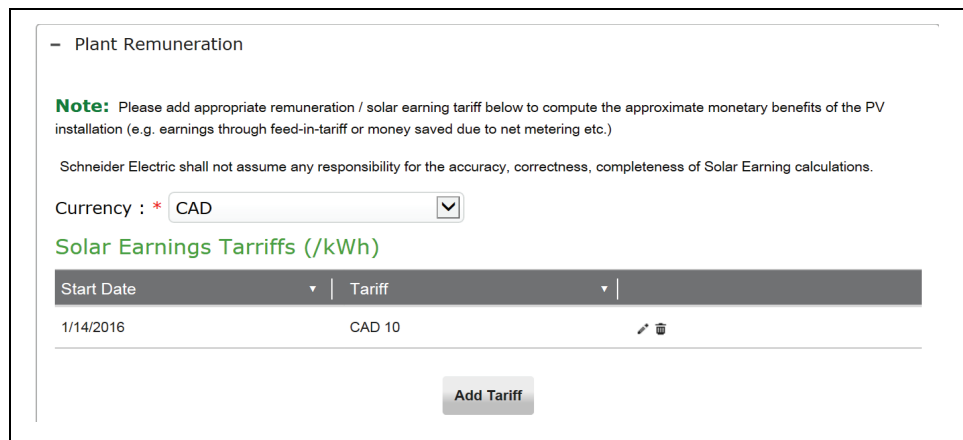 – Plant Remuneration
Note: Please add appropriate remuneration / solar earning tariff below to compute the approximate monetary benefits of the PV
installation (e.g. earnings through feed-in-tariff or money saved due to net metering etc.)
Schneider Electric shall not assume any responsibility for the accuracy, correctness, completeness of Solar Earning calculations.
Currency : * CAD
Solar Earnings Tarriffs (/kWh)
Start Date Tariff
1/14/2016 CAD 10
Add Tariff